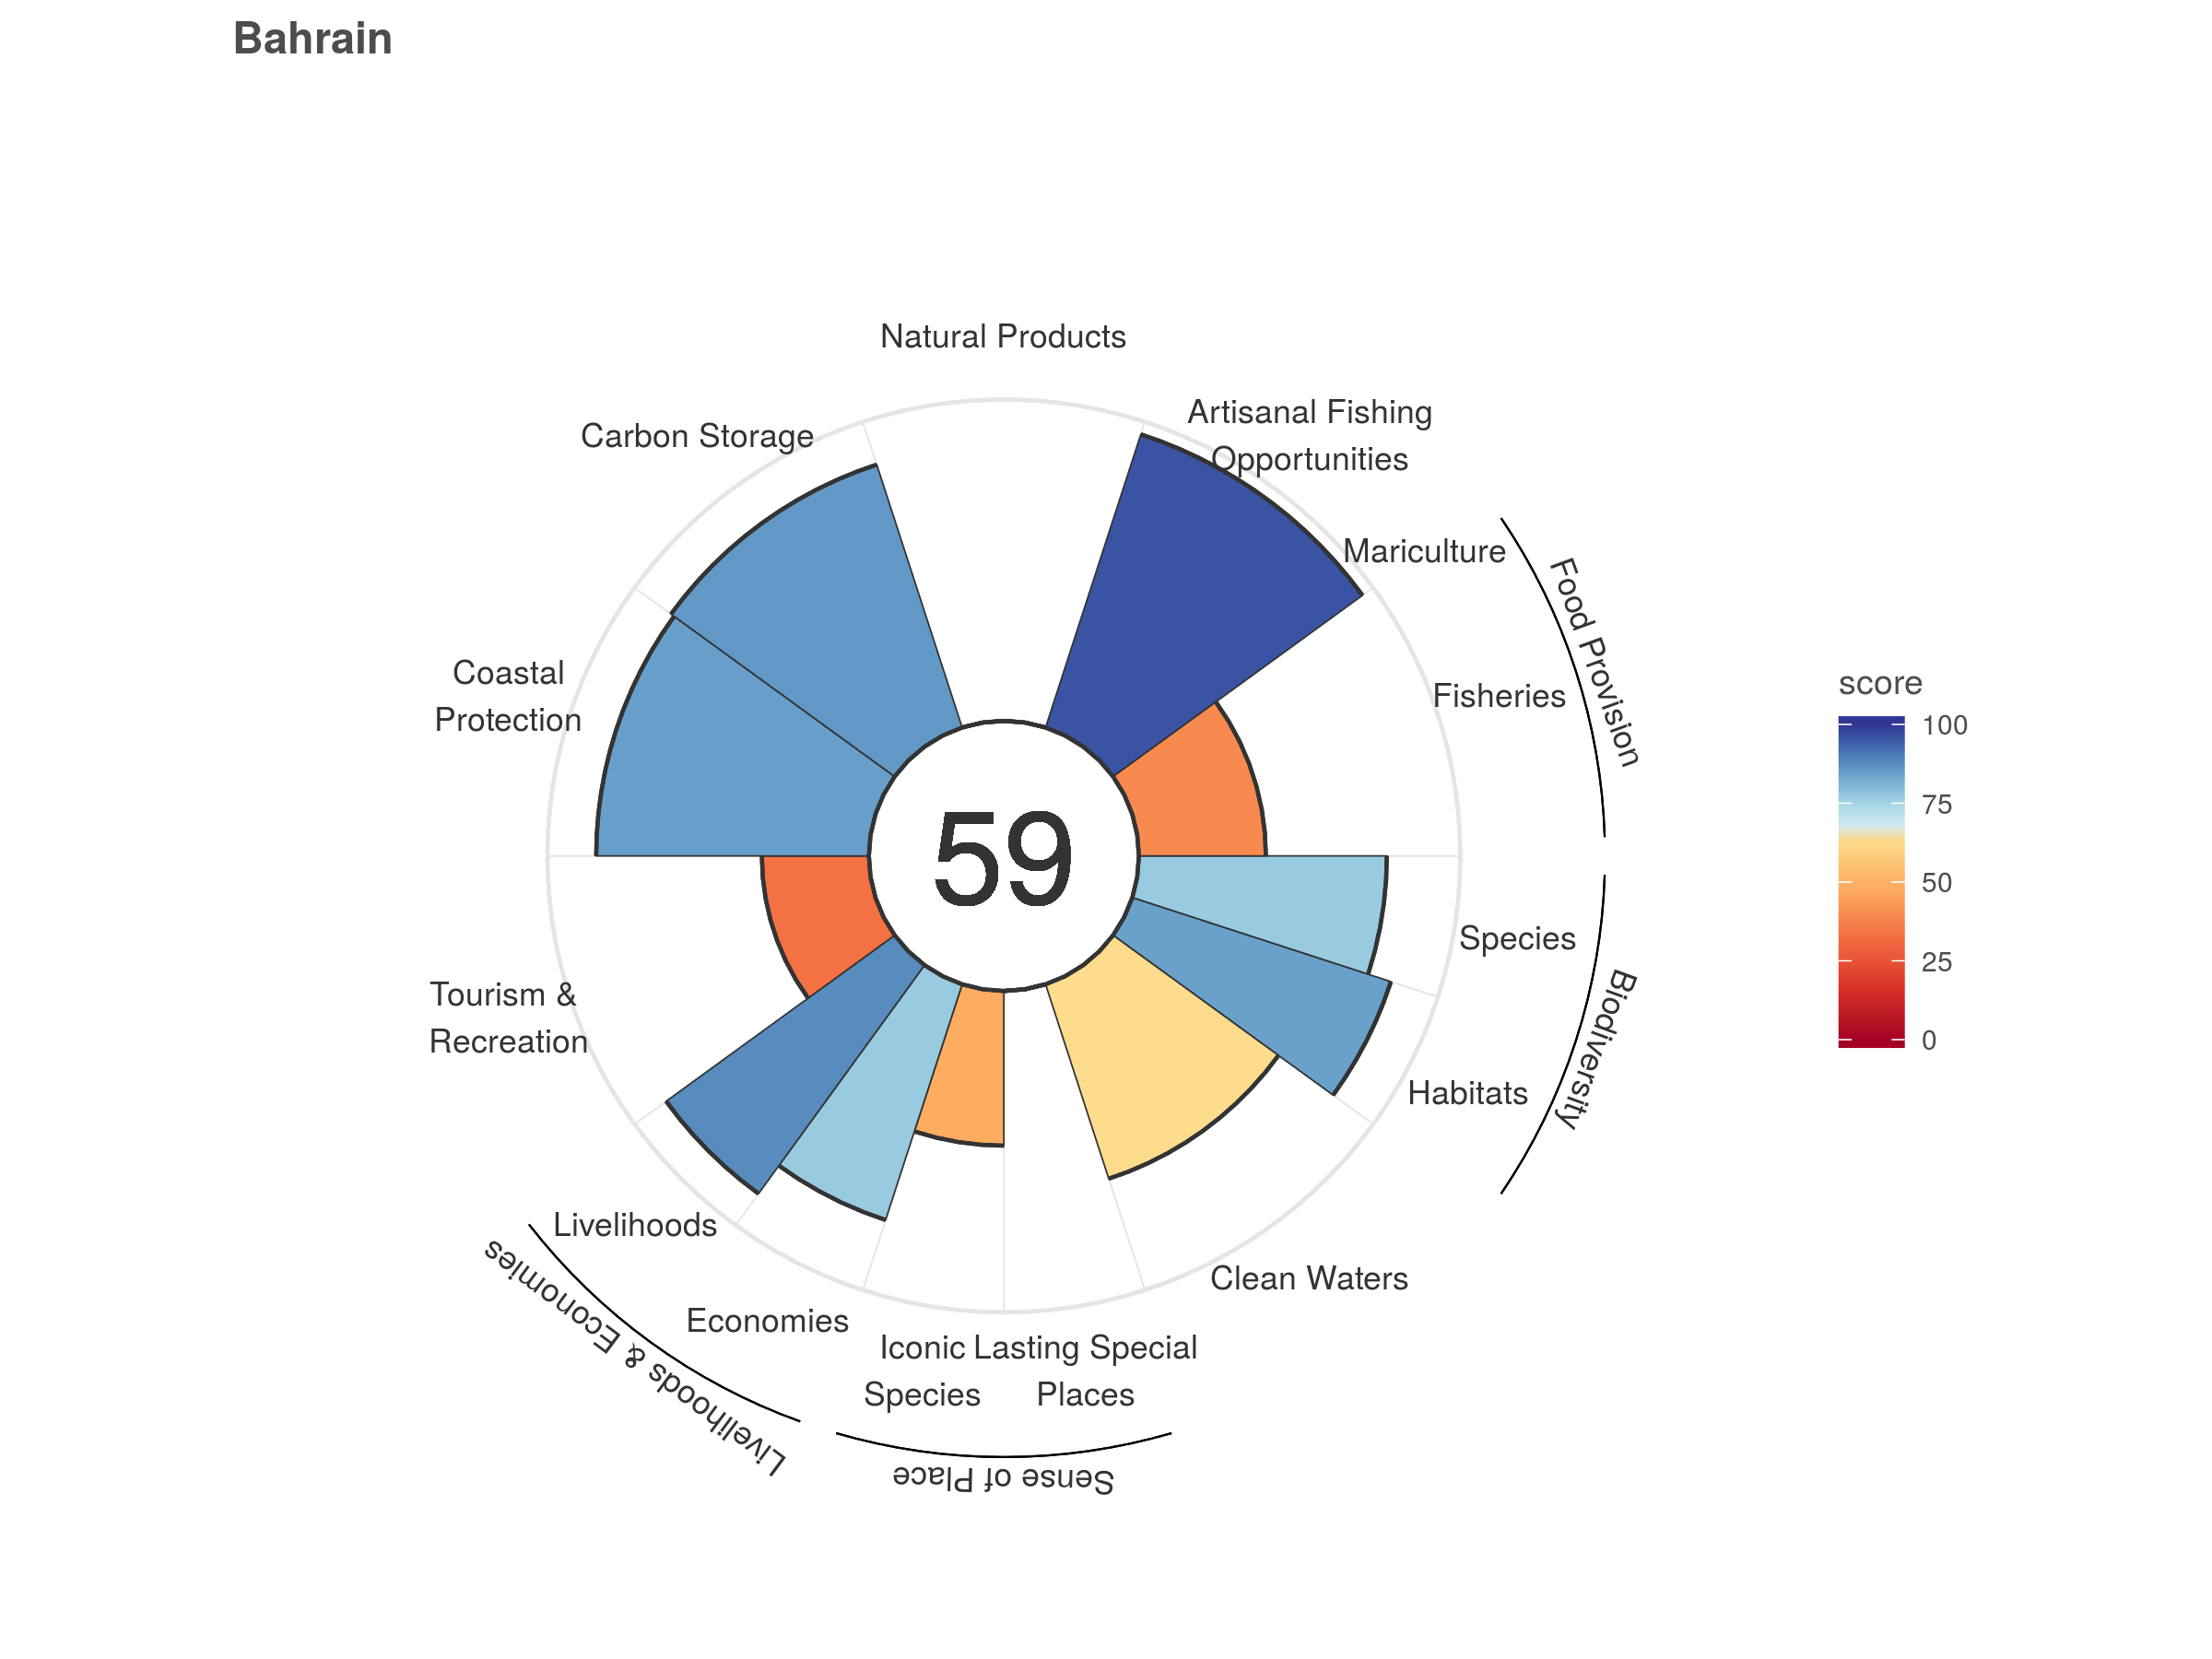 Bahrain
Natural Products
Artisanal Fishing
Opportunities
Carbon Storage
Mariculture
Food Provision
Coastal
Protection
Fisheries
59
score
100
75
50
25
0
Species
Biodiversity
Tourism &
Recreation
Habitats
Livelihoods
Clean Waters
Economies
Livelihoods & Economies
Iconic
Species
Lasting Special
Places
Sense of Place